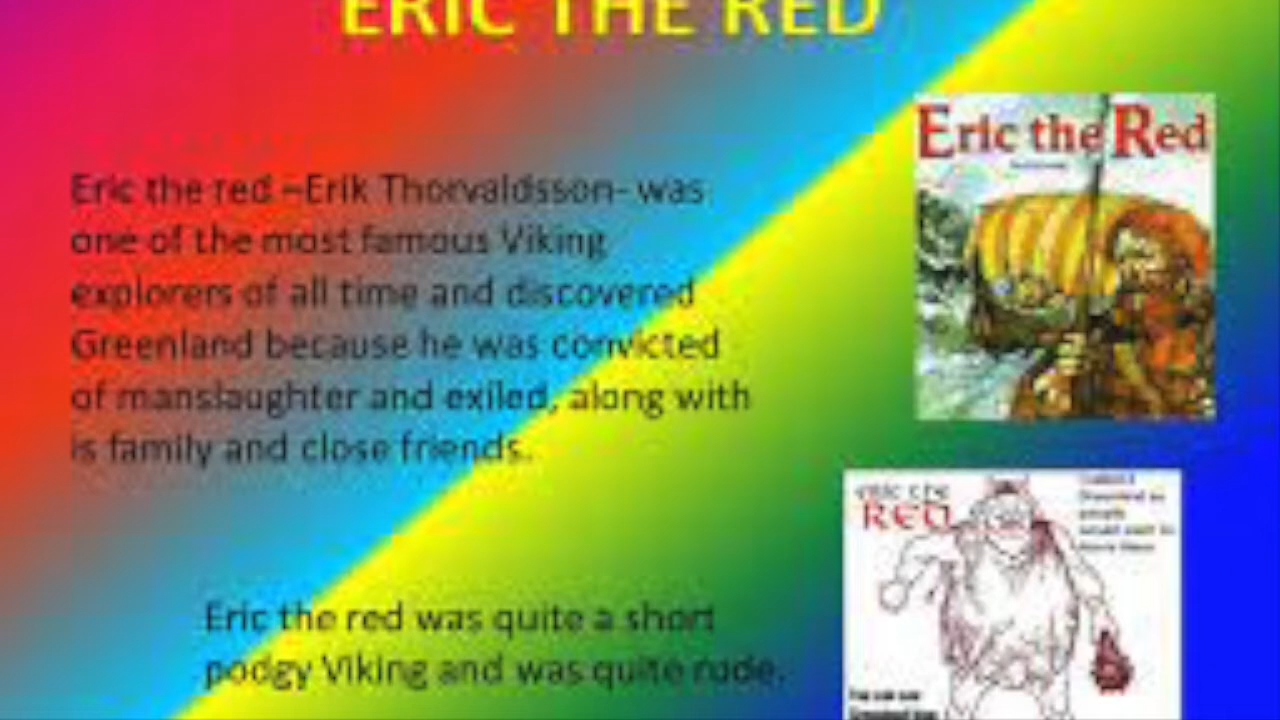 ERIC THE RED
Eric the red –Erik Thorvaldsson- was
one of the most famous Viking
explorers of all time and discovered
Greenland because he was convicted
of manslaughter and exiled, along with
is family and close friends.
Eric the red was quite a short
podgy Viking and was quite rude.
Eric the Red
eric the
RED
people